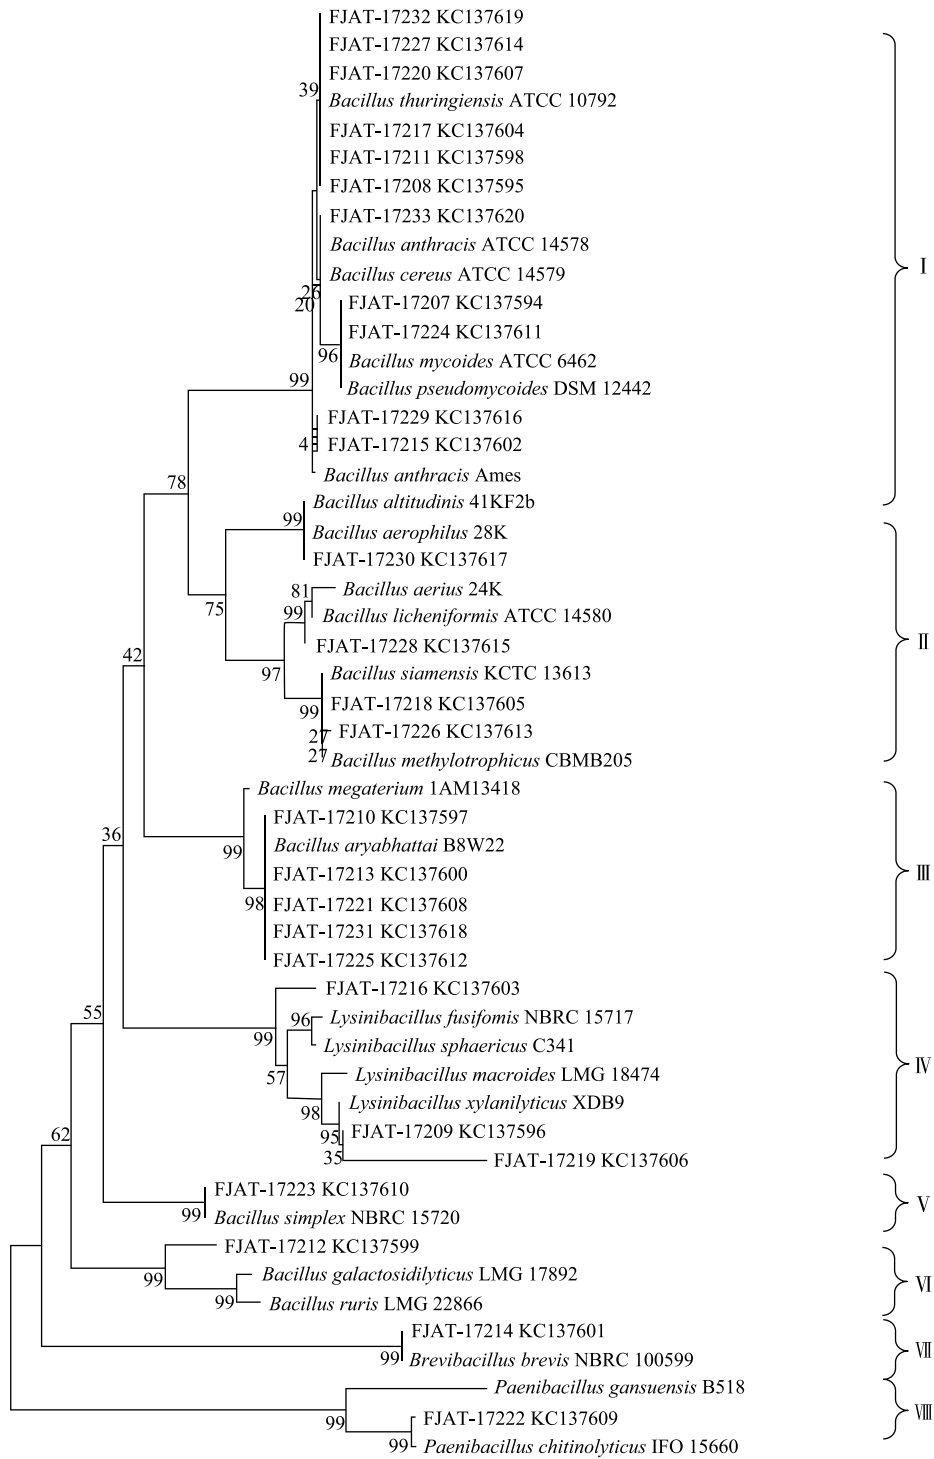 FJAT-17232 KC137619
FJAT-17227 KC137614
FJAT-17220 KC137607
39
Bacillus thuringiensis ATCC 10792
FJAT-17217 KC137604
FJAT-17211 KC137598
FJAT-17208 KC137595
FJAT-17233 KC137620
Bacillus anthracis ATCC 14578
Bacillus cereus ATCC 14579
I
26
20
FJAT-17207 KC137594
FJAT-17224 KC137611
96
Bacillus mycoides ATCC 6462
99
Bacillus pseudomycoides DSM 12442
FJAT-17229 KC137616
4
FJAT-17215 KC137602
Bacillus anthracis Ames
78
Bacillus altitudinis 41KF2b
99
Bacillus aerophilus 28K
FJAT-17230 KC137617
81
Bacillus aerius 24K
75
99
Bacillus licheniformis ATCC 14580
FJAT-17228 KC137615
II
42
97
Bacillus siamensis KCTC 13613
99
FJAT-17218 KC137605
27
FJAT-17226 KC137613
27
Bacillus methylotrophicus CBMB205
Bacillus megaterium 1AM13418
FJAT-17210 KC137597
36
99
Bacillus aryabhattai B8W22
FJAT-17213 KC137600
III
98
FJAT-17221 KC137608
FJAT-17231 KC137618
FJAT-17225 KC137612
FJAT-17216 KC137603
55
96
Lysinibacillus fusifomis NBRC 15717
99
Lysinibacillus sphaericus C341
57
Lysinibacillus macroides LMG 18474
IV
98
Lysinibacillus xylanilyticus XDB9
62
95
FJAT-17209 KC137596
35
FJAT-17219 KC137606
FJAT-17223 KC137610
V
99
Bacillus simplex NBRC 15720
FJAT-17212 KC137599
99
Bacillus galactosidilyticus LMG 17892
VI
99
Bacillus ruris LMG 22866
FJAT-17214 KC137601
VII
99
Brevibacillus brevis NBRC 100599
Paenibacillus gansuensis B518
VIII
99
FJAT-17222 KC137609
99
Paenibacillus chitinolyticus IFO 15660